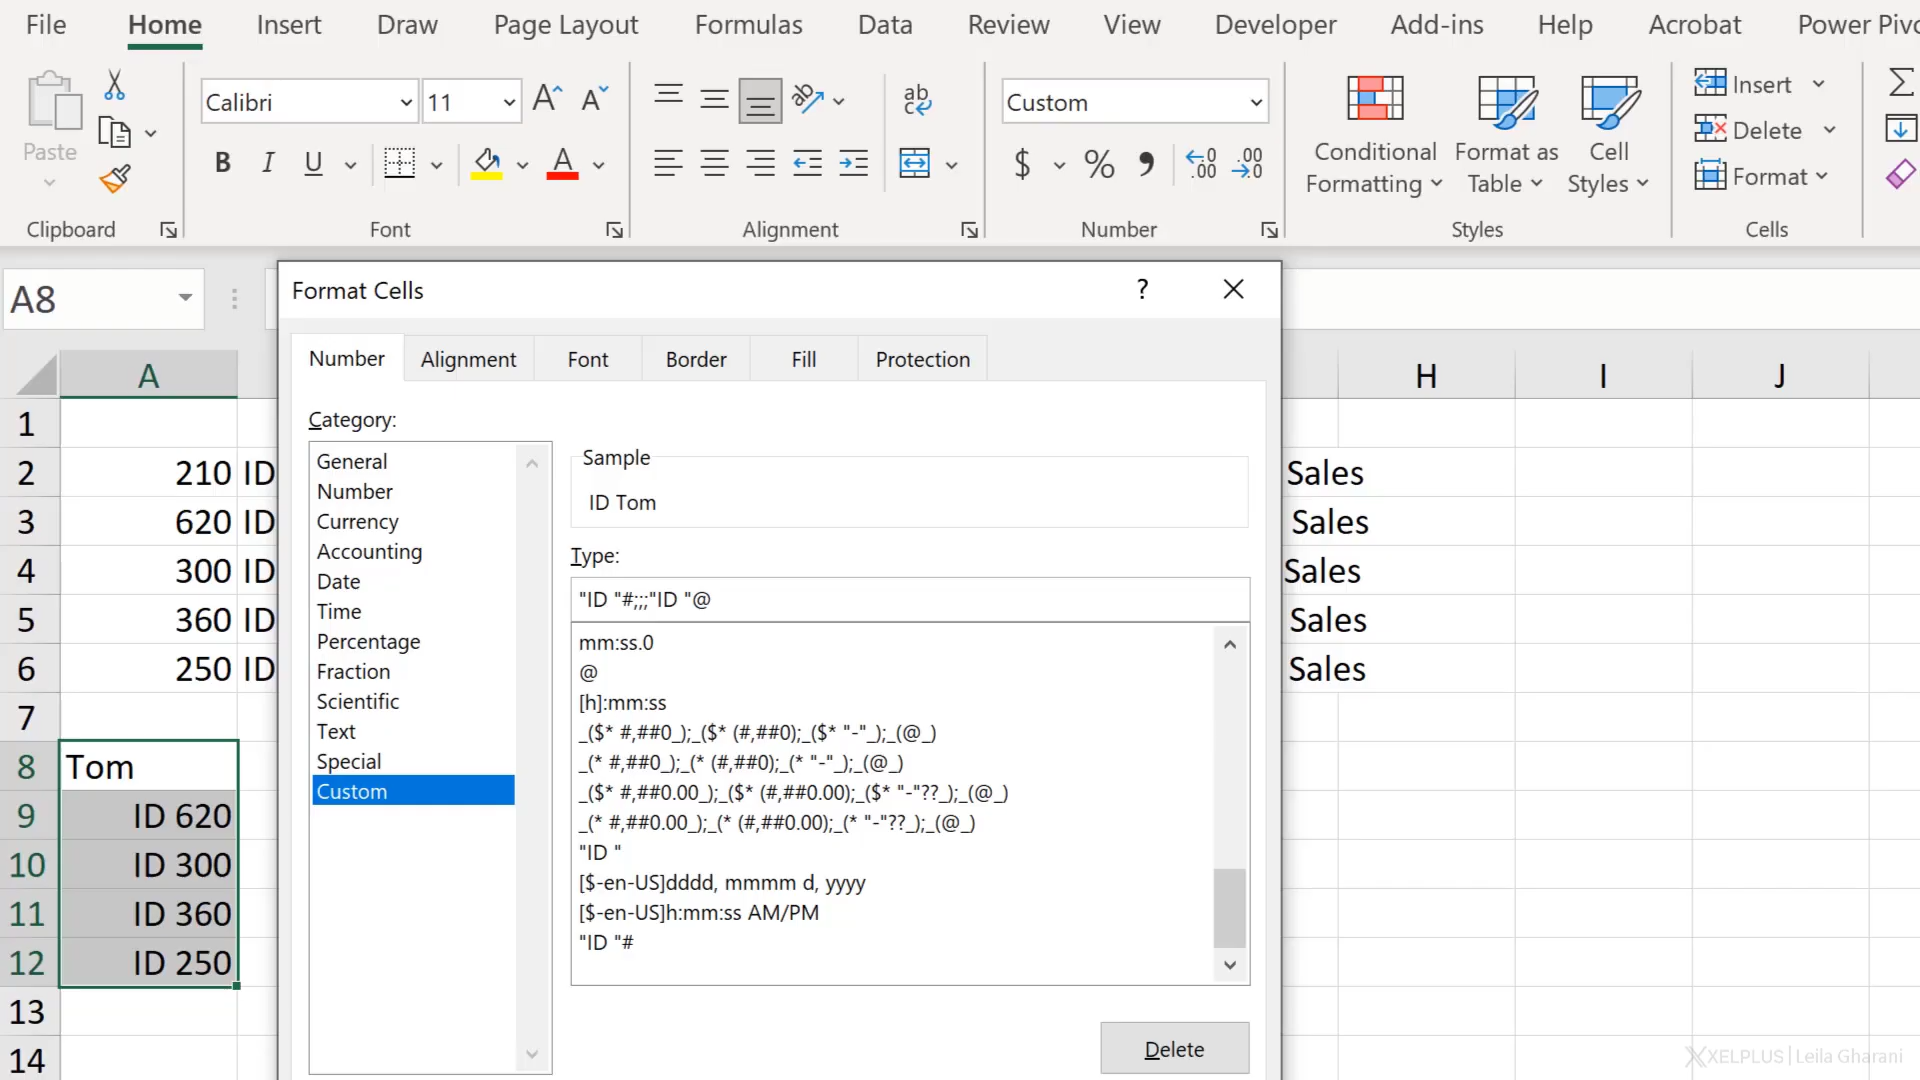 File Home Insert Draw Page Layout Formulas Data Review View Developer Add-ins Help Acrobat Power Pivo
Paste
Clipboard
Calibri 11
B I U A
Font
ab
Alignment
Custom
$ % .00 .00
Number
Conditional Formatting
Format as Table
Cell Styles
Styles
Insert
Delete
Format
Cells
A8
Format Cells ?
Number Alignment Font Border Fill Protection
Category:
General
Number
Currency
Accounting
Date
Time
Percentage
Fraction
Scientific
Text
Special
Custom
Sample
ID Tom
Type:
"ID "#;;;"ID "@
mm:ss.0
@
[h]:mm:ss
_($* #,##0_);_($* (#,##0);_($* "-"_);_(@_)
_(* #,##0_);_(* (#,##0);_(* "-"_);_(@_)
_($* #,##0.00_);_($* (#,##0.00);_($* "-"??_);_(@_)
_(* #,##0.00_);_(* (#,##0.00);_(* "-"??_);_(@_)
"ID "
[$-en-US]dddd, mmmm d, yyyy
[$-en-US]h:mm:ss AM/PM
"ID "#
Delete
A H I J
1
2 210 ID Sales
3 620 ID Sales
4 300 ID Sales
5 360 ID Sales
6 250 ID Sales
7
8 Tom
9 ID 620
10 ID 300
11 ID 360
12 ID 250
13
14
XELPLUS | Leila Gharani